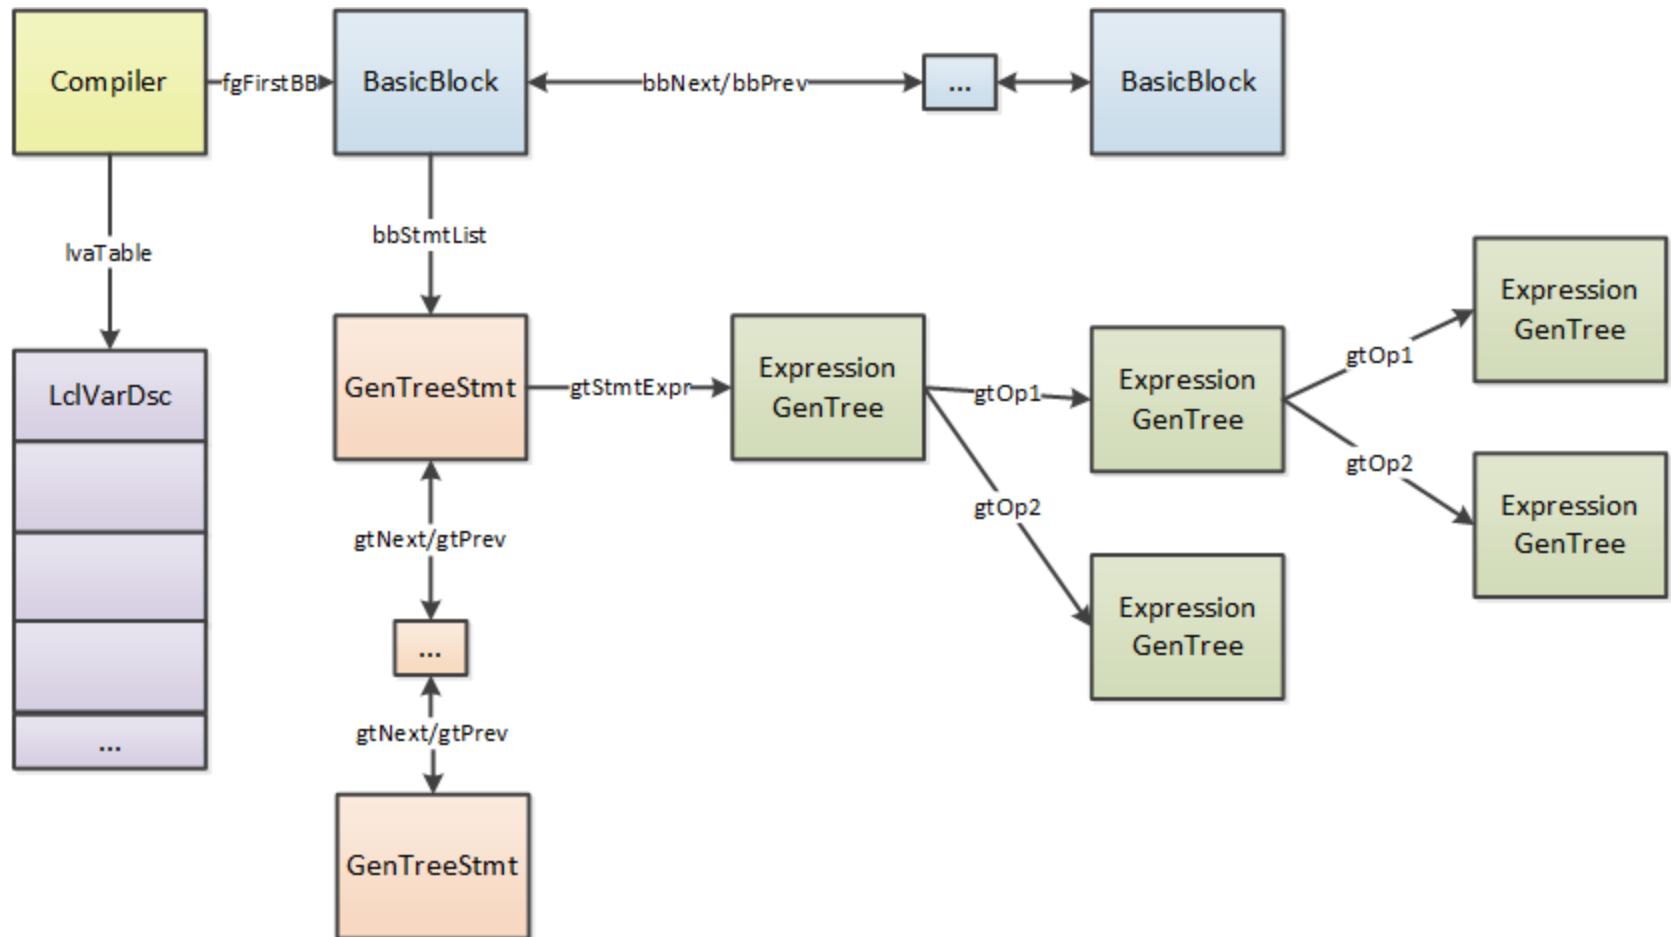 Compiler
fgFirstBB
BasicBlock
bbNext/bbPrev
...
BasicBlock
lvaTable
bbStmtList
LclVarDsc
...
GenTreeStmt
gtStmtExpr
Expression
GenTree
gtOp1
Expression
GenTree
gtOp1
Expression
GenTree
gtOp2
Expression
GenTree
gtOp2
Expression
GenTree
gtNext/gtPrev
...
gtNext/gtPrev
GenTreeStmt